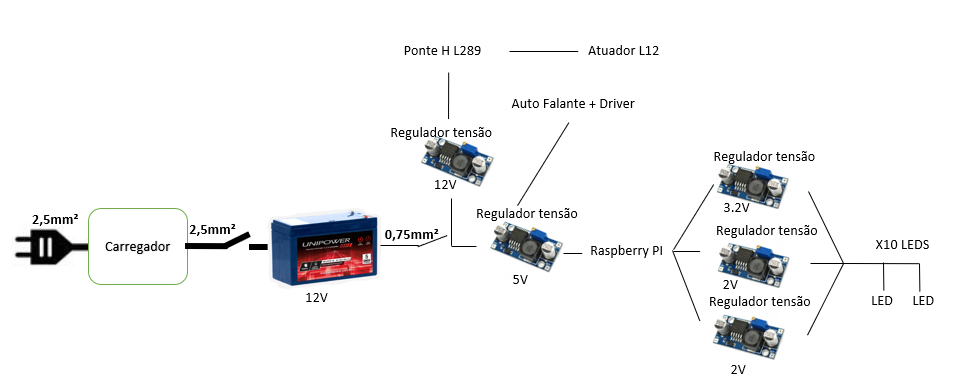 Ponte H L289
Atuador L12
Auto Falante + Driver
Regulador tensão
12V
Regulador tensão
5V
2,5mm²
Carregador
2,5mm²
UNIPOWER
12V
0,75mm²
Raspberry PI
Regulador tensão
3.2V
Regulador tensão
2V
Regulador tensão
2V
X10 LEDS
LED
LED